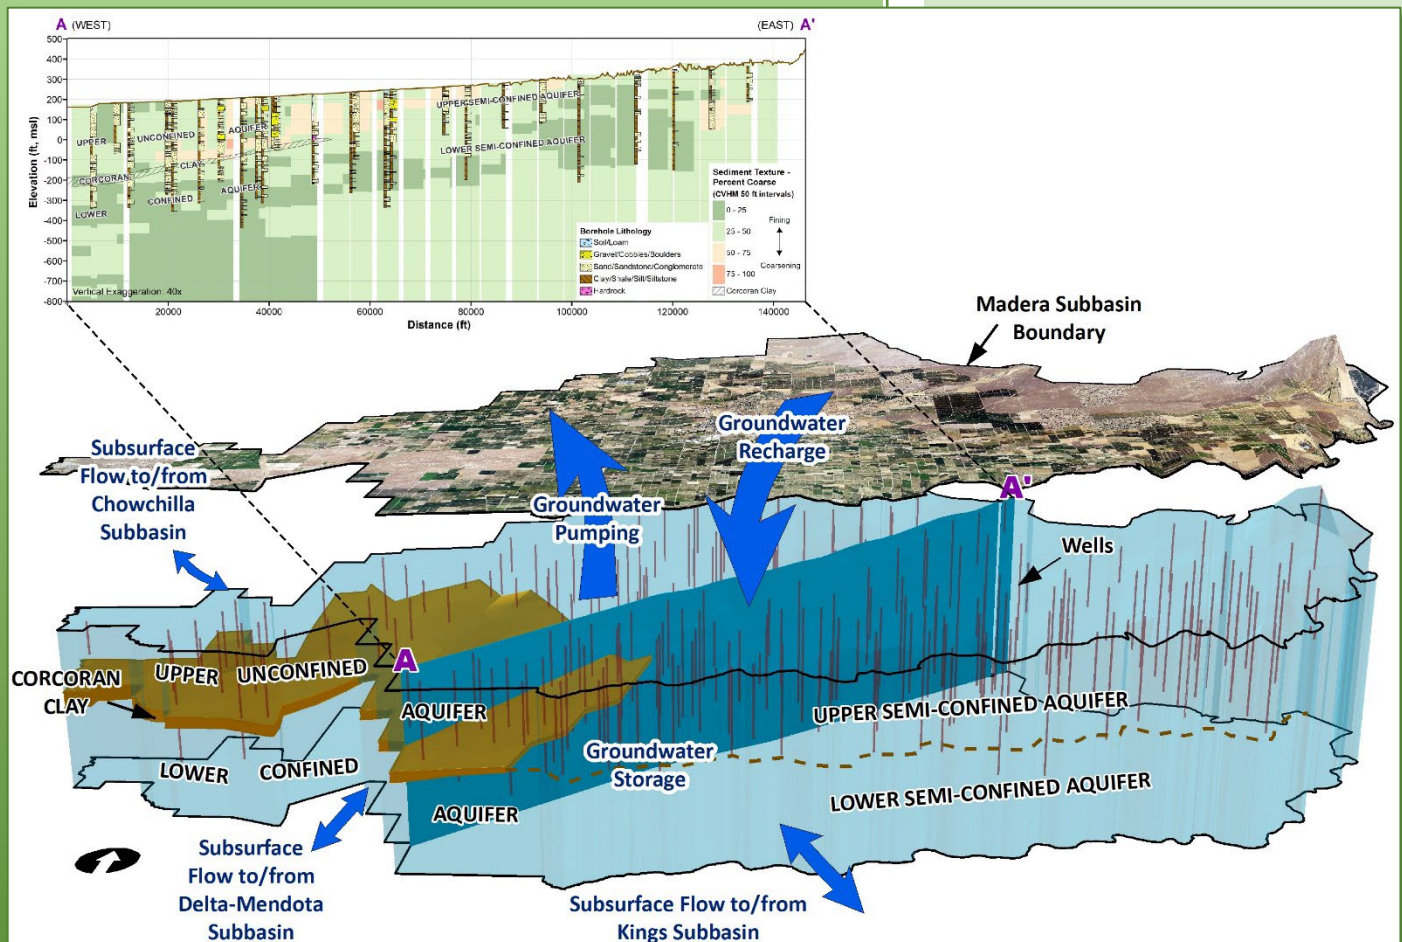 A (WEST)
(EAST) A'
500
400
300
200
100
0
-100
-200
-300
-400
-500
-600
-700
-800
Elevation (ft, msl)
UPPER UNCONFINED AQUIFER
CORCORAN CLAY
LOWER CONFINED AQUIFER
UPPER SEMI-CONFINED AQUIFER
LOWER SEMI-CONFINED AQUIFER
Borehole Lithology
Soil/Loam
Gravel/Cobbles/Boulders
Sand/Sandstone/Conglomerate
Clay/Shale/Silt/Siltstone
Hardrock
Sediment Texture -
Percent Coarse
(CVHM 50 ft intervals)
0 - 25
25 - 50
50 - 75
75 - 100
Fining
Coarsening
Corcoran Clay
Vertical Exaggeration: 40x
20000 40000 60000 80000 100000 120000 140000
Distance (ft)
Madera Subbasin
Boundary
Subsurface
Flow to/from
Chowchilla
Subbasin
Groundwater
Pumping
Groundwater
Recharge
A'
Wells
A
CORCORAN
CLAY
UPPER UNCONFINED
AQUIFER
UPPER SEMI-CONFINED AQUIFER
LOWER CONFINED
AQUIFER
Groundwater
Storage
LOWER SEMI-CONFINED AQUIFER
Subsurface
Flow to/from
Delta-Mendota
Subbasin
Subsurface Flow to/from
Kings Subbasin